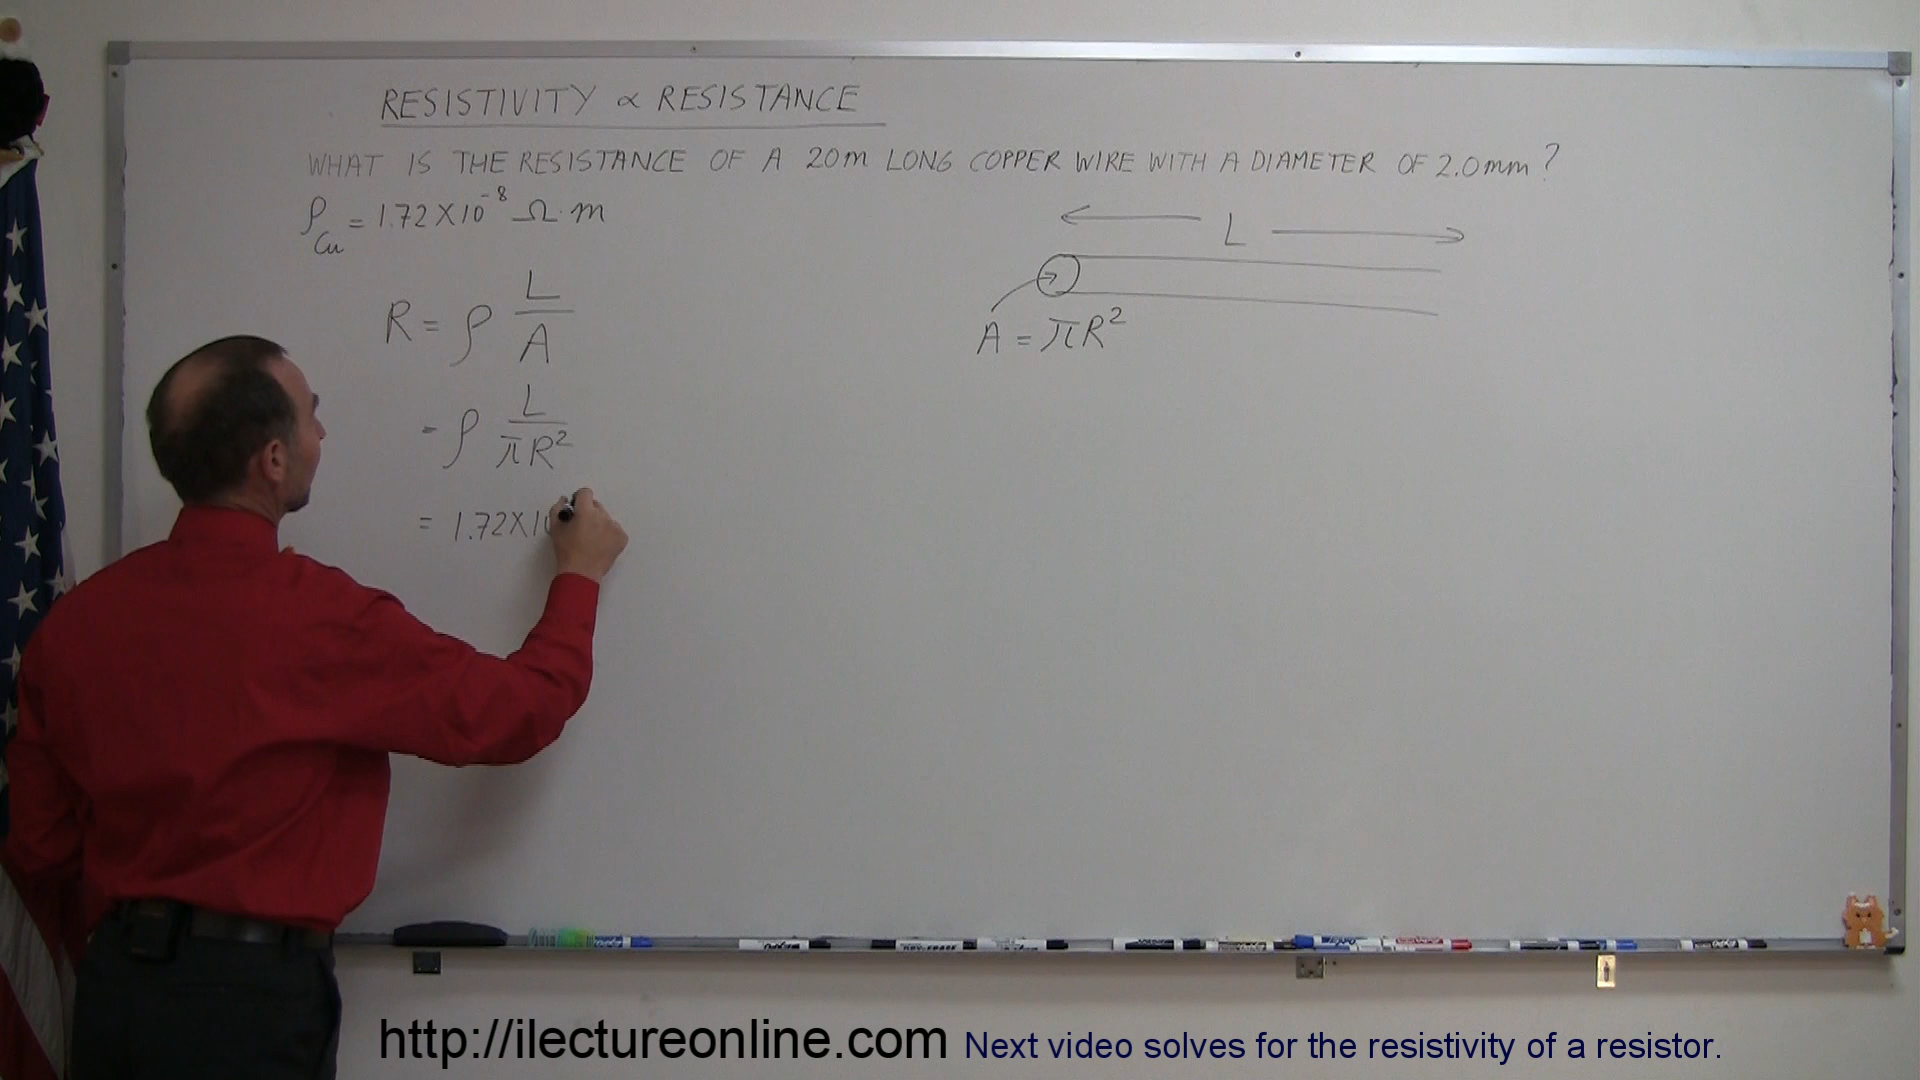 RESISTIVITY ∝ RESISTANCE
WHAT IS THE RESISTANCE OF A 20m LONG COPPER WIRE WITH A DIAMETER OF 2.0mm?
ρCu = 1.72X10⁻⁸ Ω·m
L
R = ρ L/A
A = πR²
= ρ L/πR²
= 1.72X10
http://ilectureonline.com Next video solves for the resistivity of a resistor.